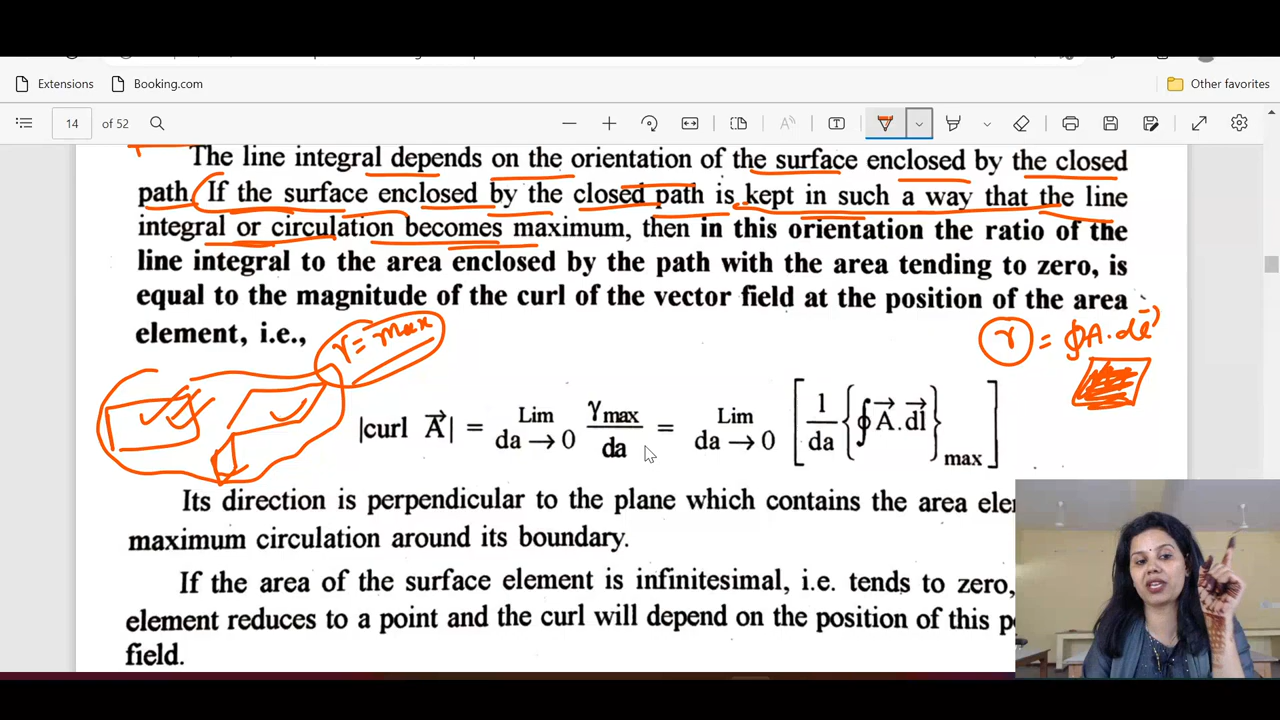 Extensions Booking.com Other favorites
14 of 52
The line integral depends on the orientation of the surface enclosed by the closed
path. If the surface enclosed by the closed path is kept in such a way that the line
integral or circulation becomes maximum, then in this orientation the ratio of the
line integral to the area enclosed by the path with the area tending to zero, is
equal to the magnitude of the curl of the vector field at the position of the area
element, i.e.,
γ = max
γ = ∮A.dl
|curl A⃗| = Lim da→0 γmax/da = Lim da→0 [1/da {∮A⃗.dl⃗}max]
Its direction is perpendicular to the plane which contains the area
maximum circulation around its boundary.
If the area of the surface element is infinitesimal, i.e. tends to zero,
element reduces to a point and the curl will depend on the position of this
field.